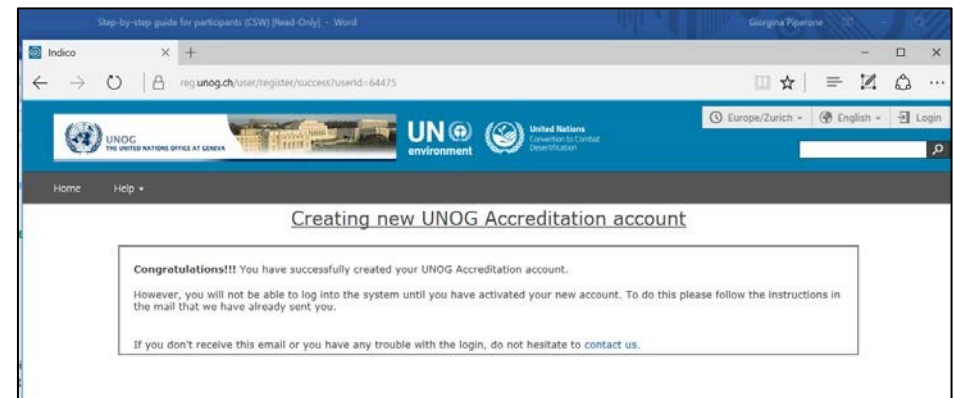 Step-by-step guide for participants (CSW) [Read-Only] - Word
Giorgina Piperone
Indico
reg.unog.ch/user/register/success?userId=64475
Europe/Zurich
English
Login
UNOG
THE UNITED NATIONS OFFICE AT GENEVA
UN environment
United Nations
Convention to Combat
Desertification
Home Help
Creating new UNOG Accreditation account
Congratulations!!! You have successfully created your UNOG Accreditation account.
However, you will not be able to log into the system until you have activated your new account. To do this please follow the instructions in
the mail that we have already sent you.
If you don't receive this email or you have any trouble with the login, do not hesitate to contact us.